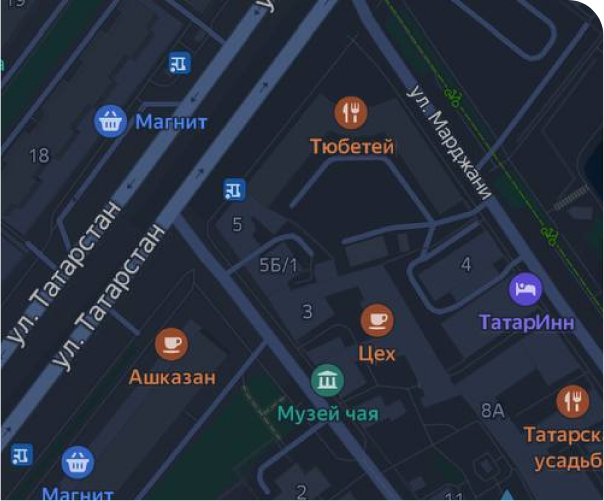 19
Магнит
18
Тюбетей
ул. Марджани
5
5Б/1
4
ул. Татарстан
ул. Татарстан
3
ТатарИнн
Цех
Ашказан
Музей чая
8А
Татарск
усадьб
Магнит
2
11